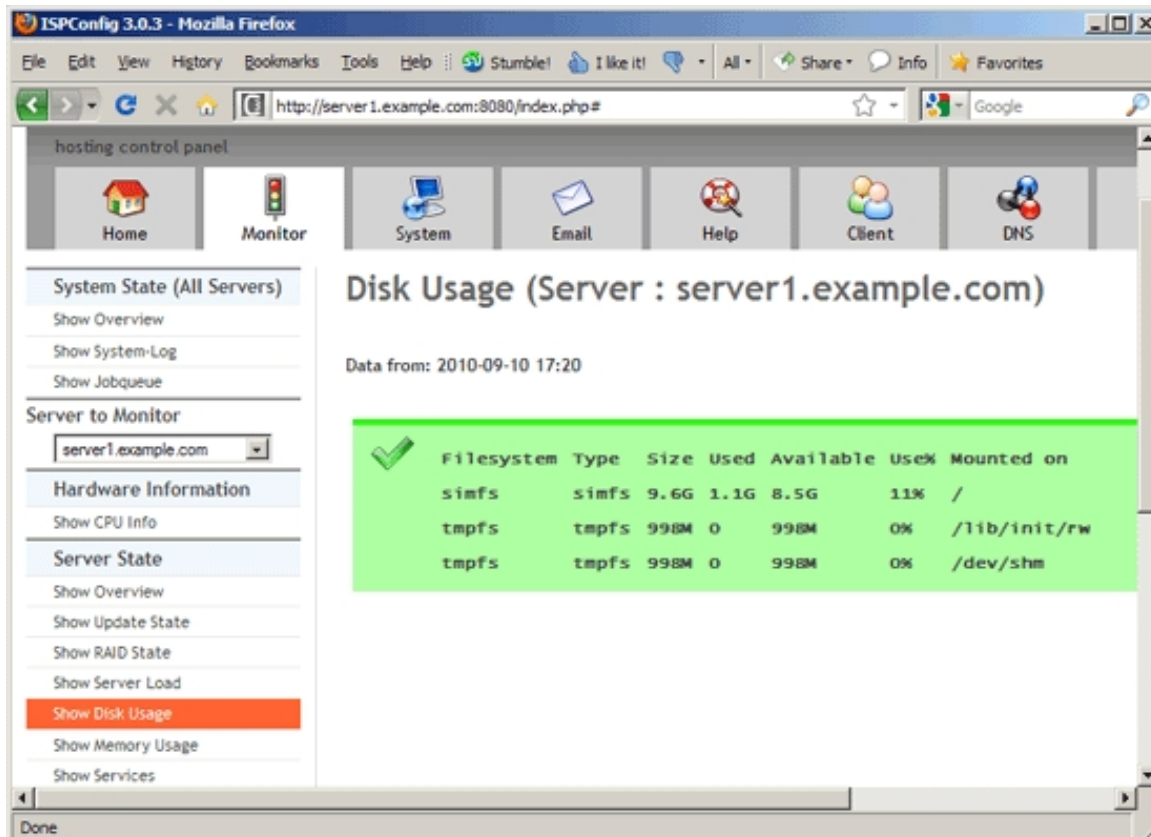 ISPConfig 3.0.3 - Mozilla Firefox
File Edit View History Bookmarks Tools Help Stumble! I like it! All Share Info Favorites
http://server1.example.com:8080/index.php# Google
hosting control panel
Home Monitor System Email Help Client DNS
System State (All Servers)
Show Overview
Show System-Log
Show Jobqueue
Server to Monitor
server1.example.com
Hardware Information
Show CPU Info
Server State
Show Overview
Show Update State
Show RAID State
Show Server Load
Show Disk Usage
Show Memory Usage
Show Services
Disk Usage (Server : server1.example.com)
Data from: 2010-09-10 17:20
Filesystem Type Size Used Available Use% Mounted on
simfs simfs 9.6G 1.1G 8.5G 11% /
tmpfs tmpfs 998M 0 998M 0% /lib/init/rw
tmpfs tmpfs 998M 0 998M 0% /dev/shm
Done